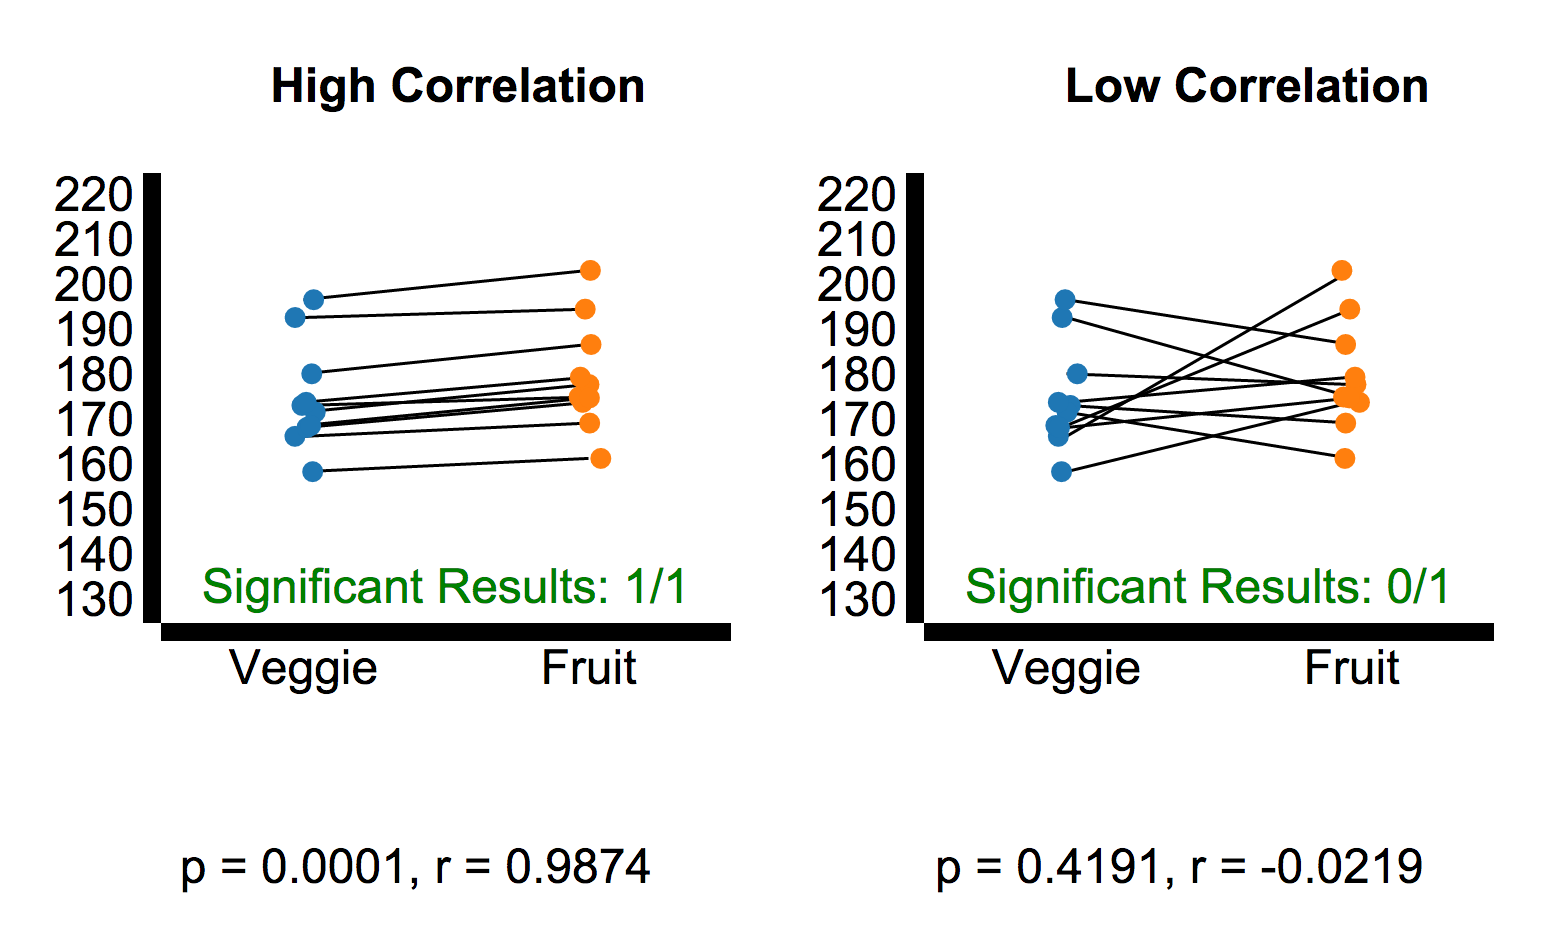 High Correlation
220
210
200
190
180
170
160
150
140
130
Significant Results: 1/1
Veggie Fruit
p = 0.0001, r = 0.9874
Low Correlation
220
210
200
190
180
170
160
150
140
130
Significant Results: 0/1
Veggie Fruit
p = 0.4191, r = -0.0219